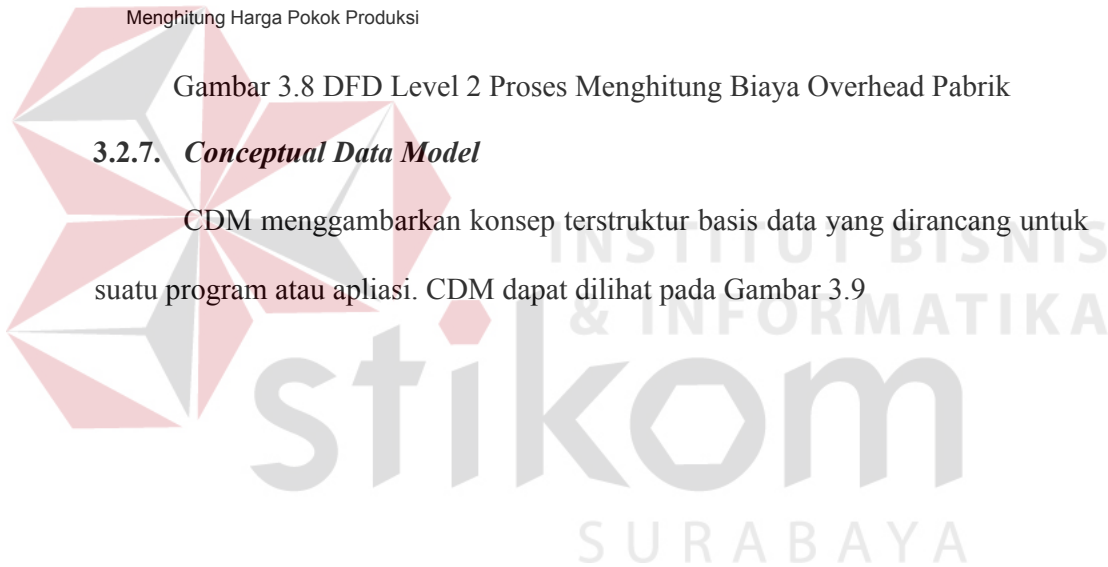 Menghitung Harga Pokok Produksi
Gambar 3.8 DFD Level 2 Proses Menghitung Biaya Overhead Pabrik
3.2.7. Conceptual Data Model
CDM menggambarkan konsep terstruktur basis data yang dirancang untuk
suatu program atau apliasi. CDM dapat dilihat pada Gambar 3.9
INSTITUT BISNIS
& INFORMATIKA
stikom
SURABAYA